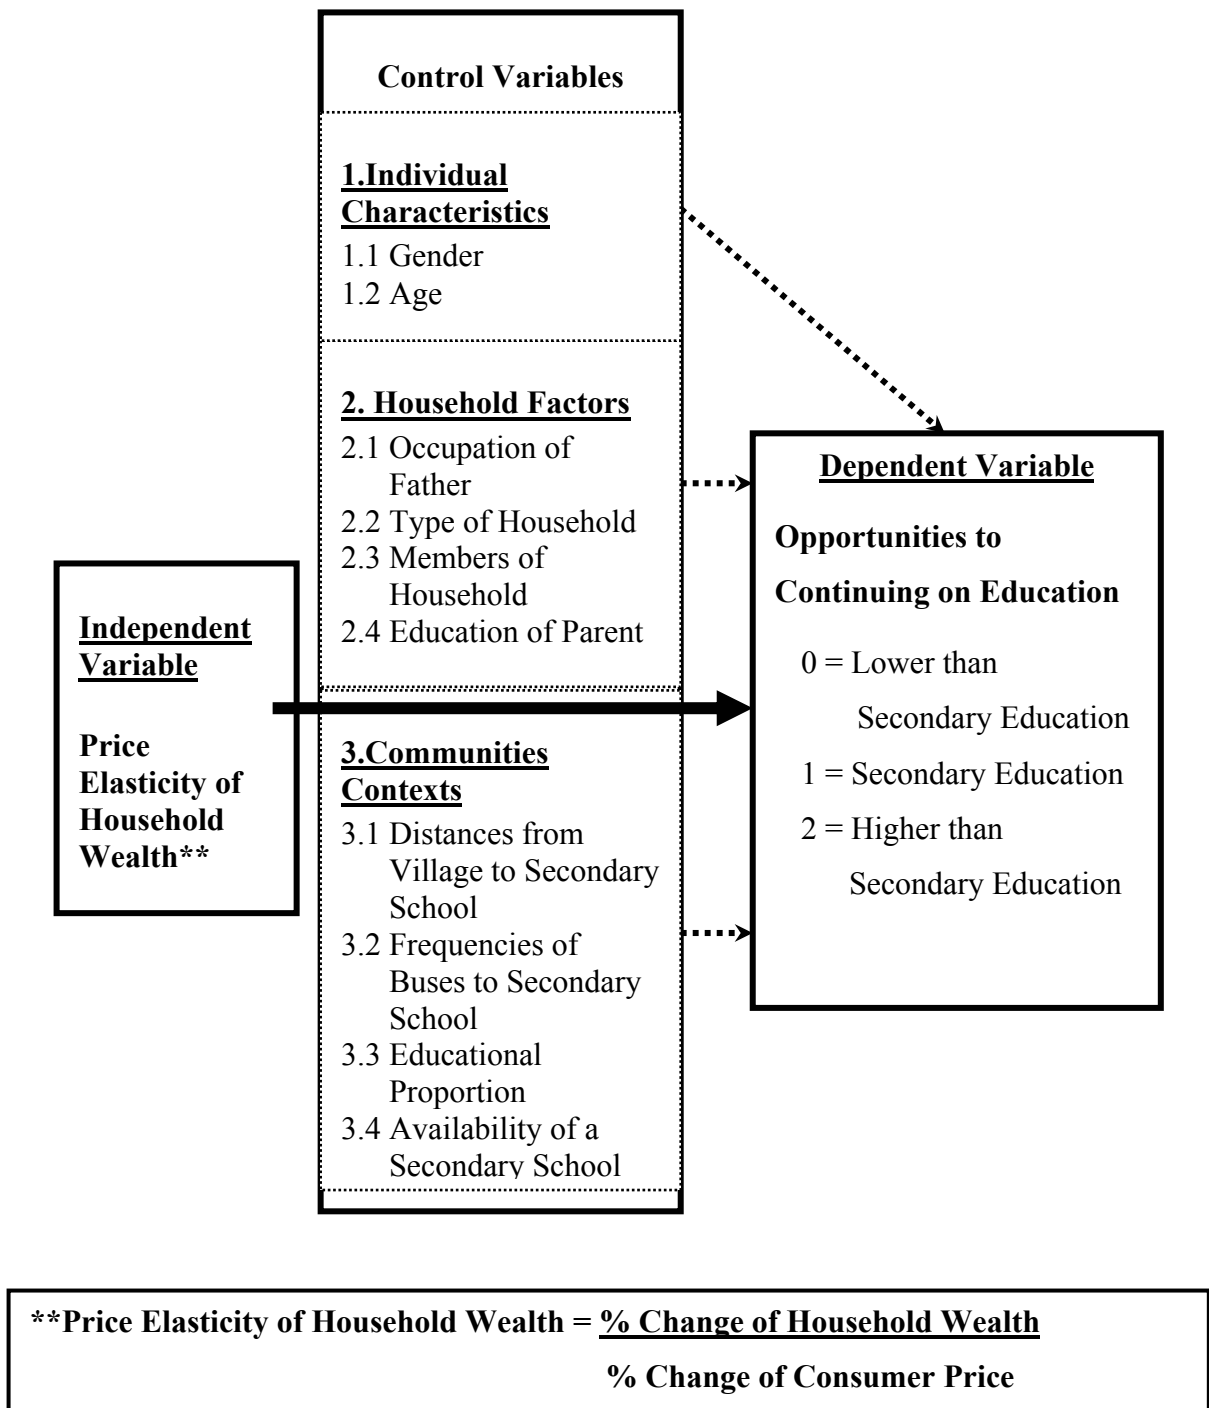 Control Variables
1.Individual
Characteristics
1.1 Gender
1.2 Age
2. Household Factors
2.1 Occupation of
Father
2.2 Type of Household
2.3 Members of
Household
2.4 Education of Parent
3.Communities
Contexts
3.1 Distances from
Village to Secondary
School
3.2 Frequencies of
Buses to Secondary
School
3.3 Educational
Proportion
3.4 Availability of a
Secondary School
Independent
Variable
Price
Elasticity of
Household
Wealth**
Dependent Variable
Opportunities to
Continuing on Education
0 = Lower than
Secondary Education
1 = Secondary Education
2 = Higher than
Secondary Education
**Price Elasticity of Household Wealth = % Change of Household Wealth
% Change of Consumer Price